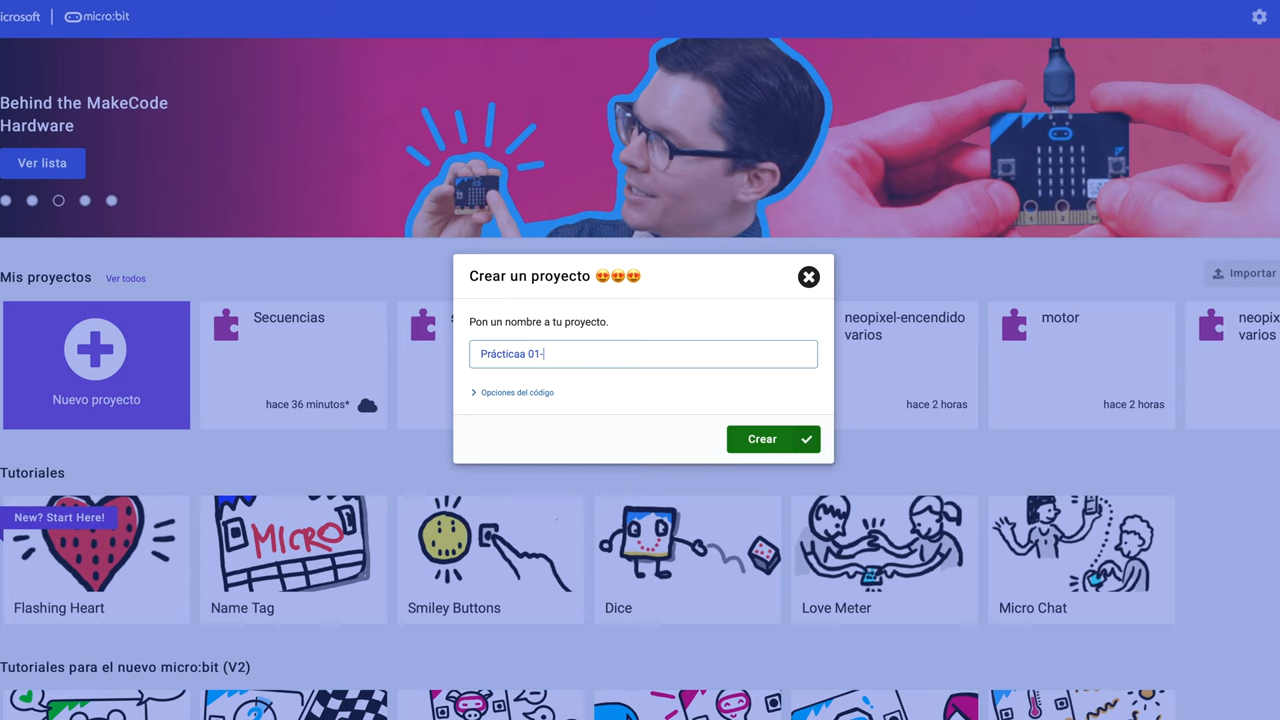 icrosoft | micro:bit
Behind the MakeCode
Hardware
Ver lista
Mis proyectos Ver todos
Importar
Crear un proyecto 😍😍😍
Pon un nombre a tu proyecto.
Prácticaa 01-
Opciones del código
Crear
Nuevo proyecto
Secuencias
hace 36 minutos*
neopixel-encendido
varios
hace 2 horas
motor
hace 2 horas
neopix
varios
Tutoriales
New? Start Here!
Flashing Heart
MICRO
Name Tag
Smiley Buttons
Dice
Love Meter
Micro Chat
Tutoriales para el nuevo micro:bit (V2)